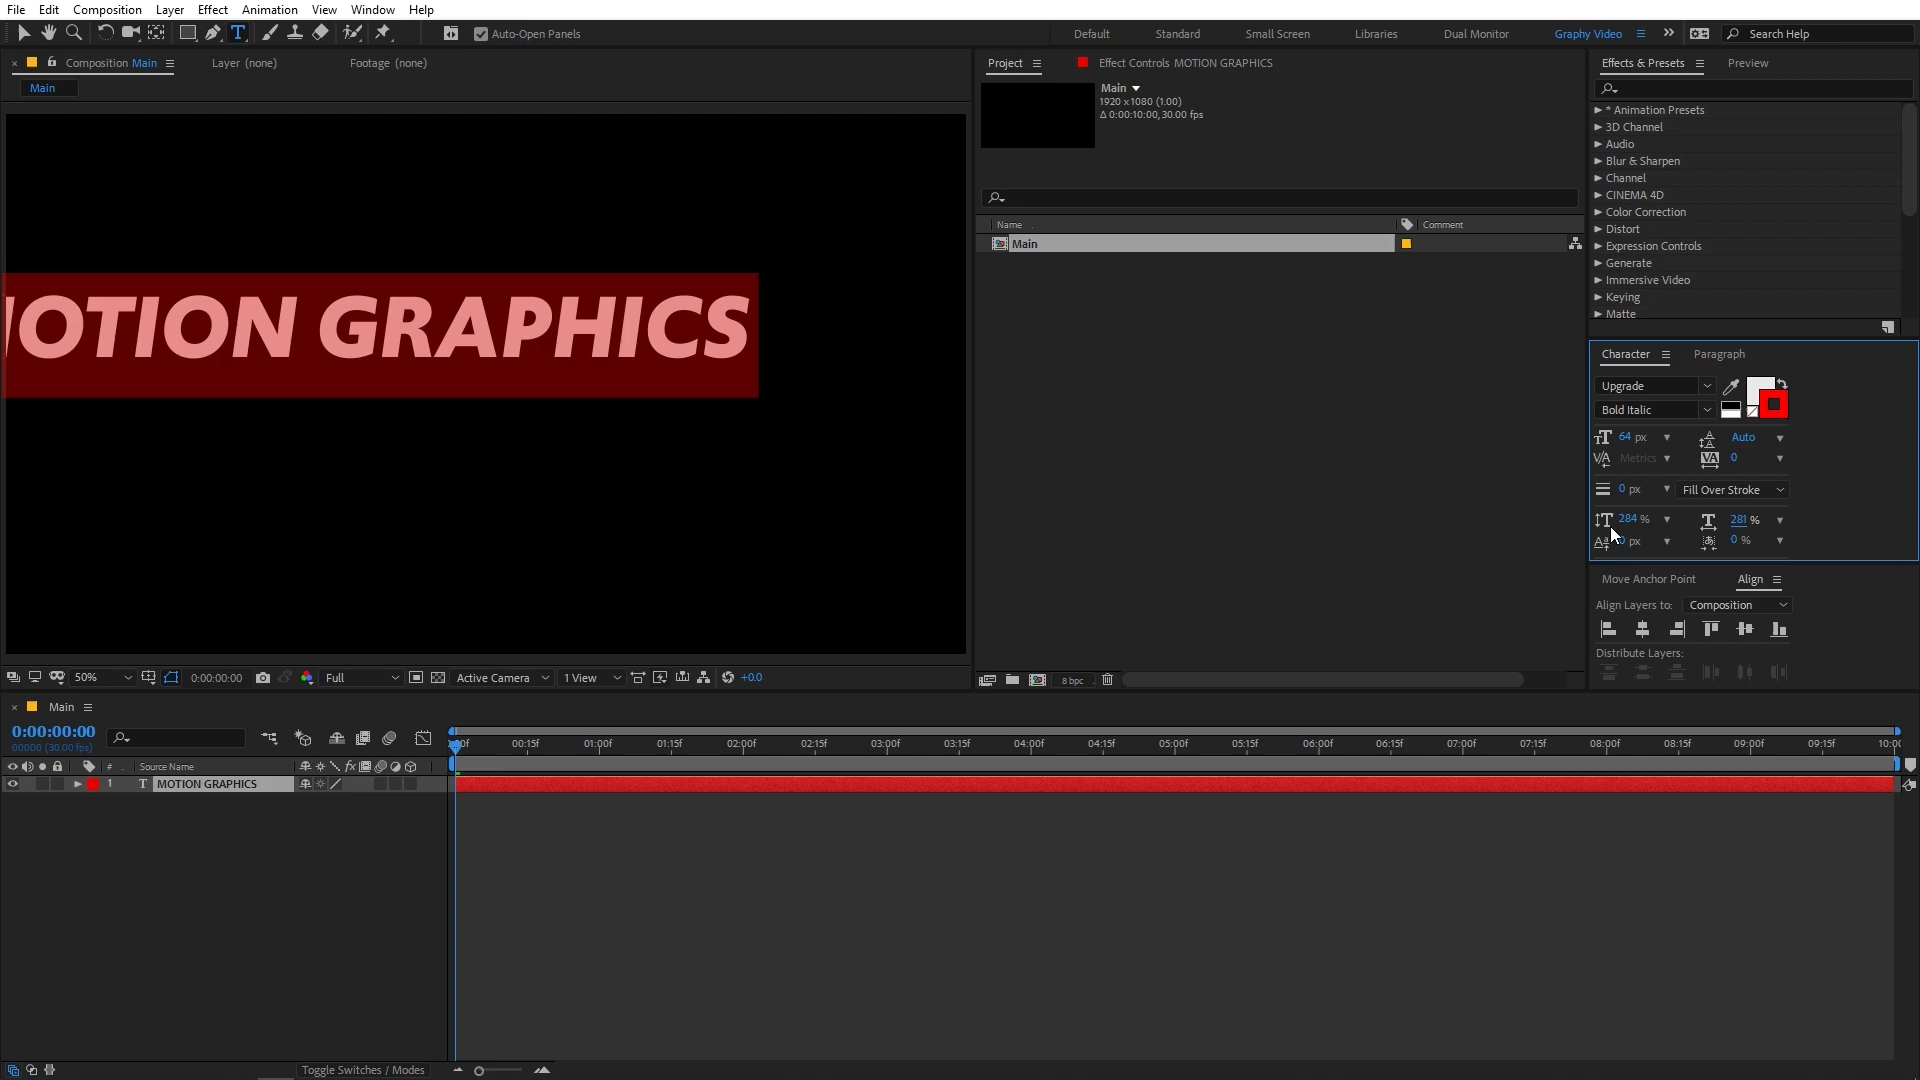 File Edit Composition Layer Effect Animation View Window Help
Auto-Open Panels
Default Standard Small Screen Libraries Dual Monitor Graphy Video Search Help
Composition Main
Layer (none)
Footage (none)
Main
MOTION GRAPHICS
50% 0:00:00:00 Full Active Camera 1 View +0.0
Project
Effect Controls MOTION GRAPHICS
Main
1920 x1080 (1.00)
Δ 0:00:10:00, 30.00 fps
Name Comment
Main
8 bpc
Effects & Presets Preview
* Animation Presets
3D Channel
Audio
Blur & Sharpen
Channel
CINEMA 4D
Color Correction
Distort
Expression Controls
Generate
Immersive Video
Keying
Matte
Character Paragraph
Upgrade
Bold Italic
64 px Auto
Metrics 0
0 px Fill Over Stroke
284 % 281 %
px 0 %
Move Anchor Point Align
Align Layers to: Composition
Distribute Layers:
Main
0:00:00:00
00000 (30.00 fps)
00:15f 01:00f 01:15f 02:00f 02:15f 03:00f 03:15f 04:00f 04:15f 05:00f 05:15f 06:00f 06:15f 07:00f 07:15f 08:00f 08:15f 09:00f 09:15f
# Source Name
1 T MOTION GRAPHICS
Toggle Switches / Modes